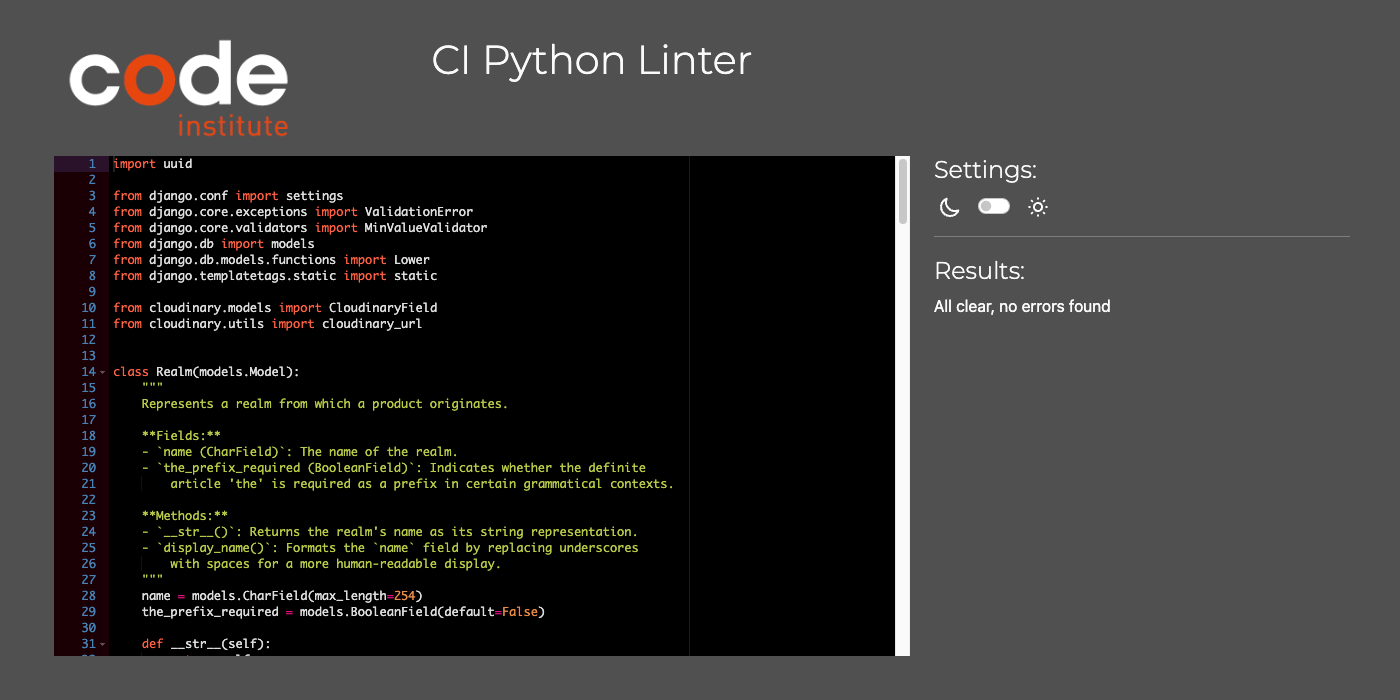 code
institute
CI Python Linter
1 import uuid
2
3 from django.conf import settings
4 from django.core.exceptions import ValidationError
5 from django.core.validators import MinValueValidator
6 from django.db import models
7 from django.db.models.functions import Lower
8 from django.templatetags.static import static
9
10 from cloudinary.models import CloudinaryField
11 from cloudinary.utils import cloudinary_url
12
13
14 class Realm(models.Model):
15     """
16     Represents a realm from which a product originates.
17
18     **Fields:**
19     - `name (CharField)`: The name of the realm.
20     - `the_prefix_required (BooleanField)`: Indicates whether the definite
21         article 'the' is required as a prefix in certain grammatical contexts.
22
23     **Methods:**
24     - `__str__()`: Returns the realm's name as its string representation.
25     - `display_name()`: Formats the `name` field by replacing underscores
26         with spaces for a more human-readable display.
27     """
28     name = models.CharField(max_length=254)
29     the_prefix_required = models.BooleanField(default=False)
30
31     def __str__(self):
Settings:
Results:
All clear, no errors found